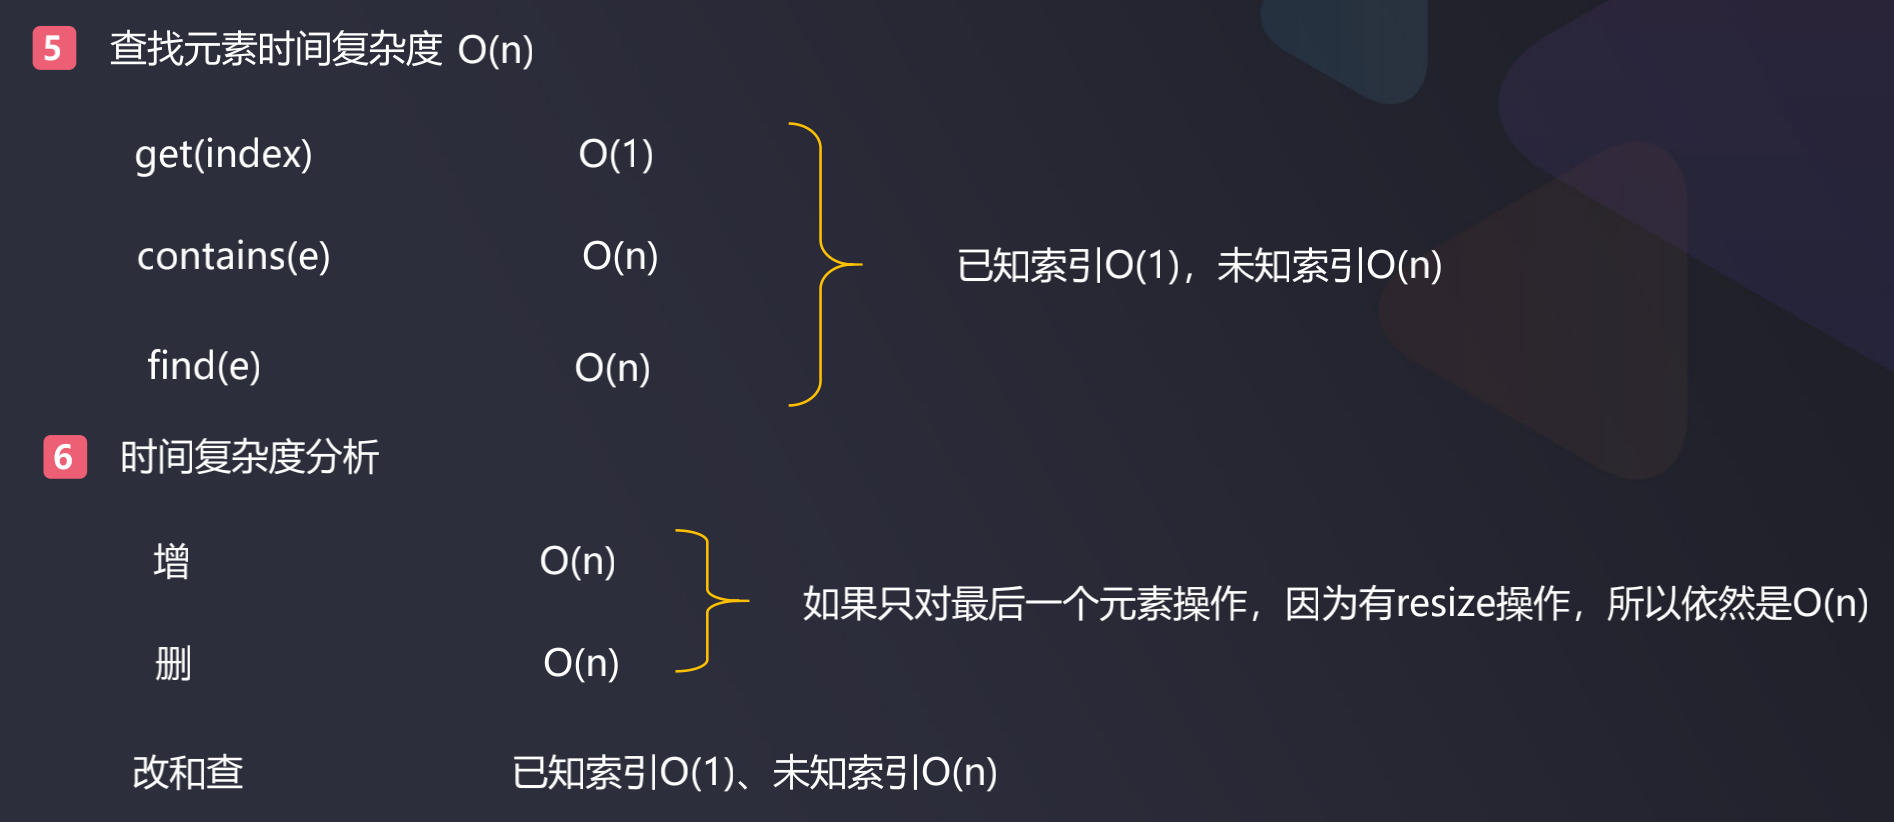 5 查找元素时间复杂度 O(n)
get(index) O(1)
contains(e) O(n)
已知索引O(1)，未知索引O(n)
find(e) O(n)
6 时间复杂度分析
增 O(n)
如果只对最后一个元素操作，因为有resize操作，所以依然是O(n)
删 O(n)
改和查 已知索引O(1)、未知索引O(n)